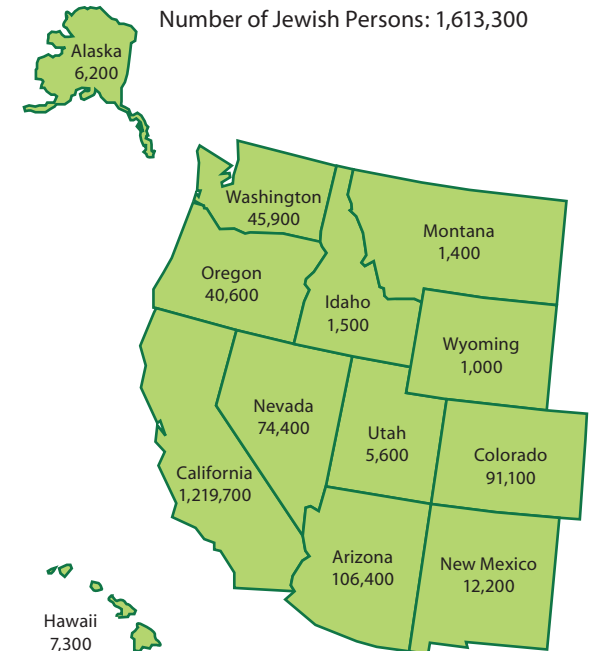 Number of Jewish Persons: 1,613,300
Alaska
6,200
Washington
45,900
Montana
1,400
Oregon
40,600
Idaho
1,500
Wyoming
1,000
Nevada
74,400
Utah
5,600
Colorado
91,100
California
1,219,700
Arizona
106,400
New Mexico
12,200
Hawaii
7,300